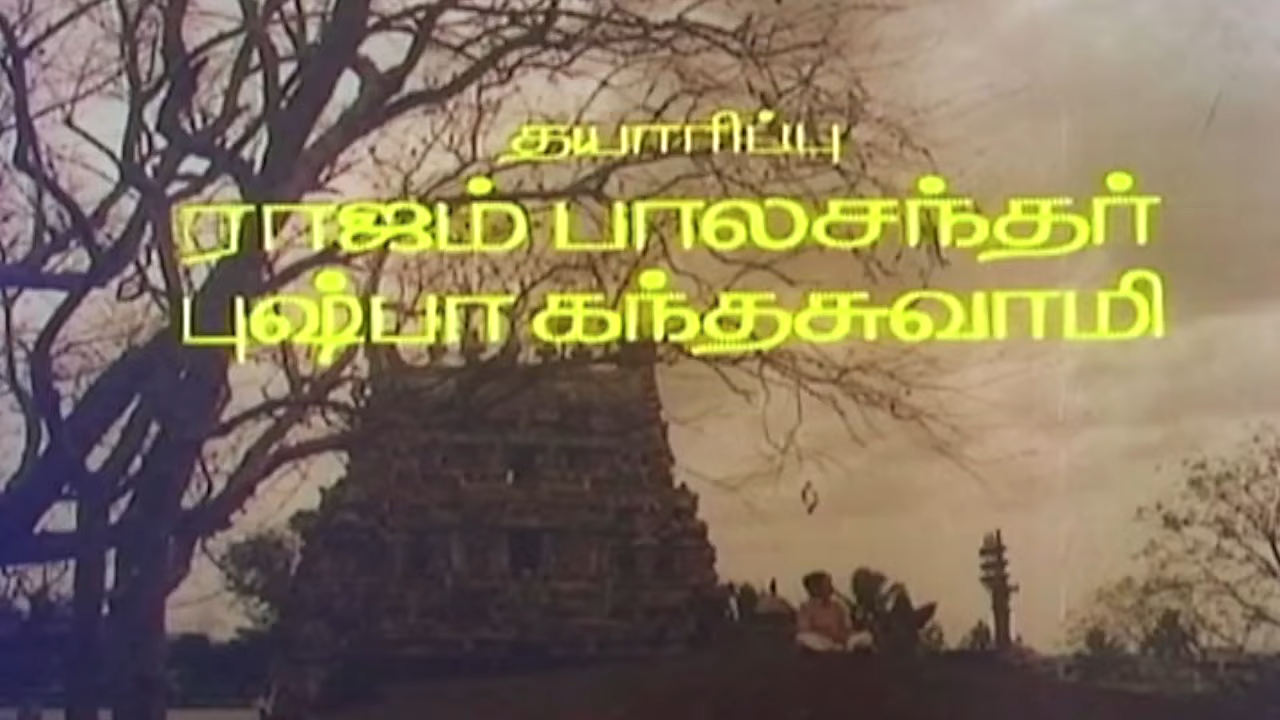 தயாரிப்பு
ராஜம் பாலசந்தர்
புஷ்பா கந்தசுவாமி